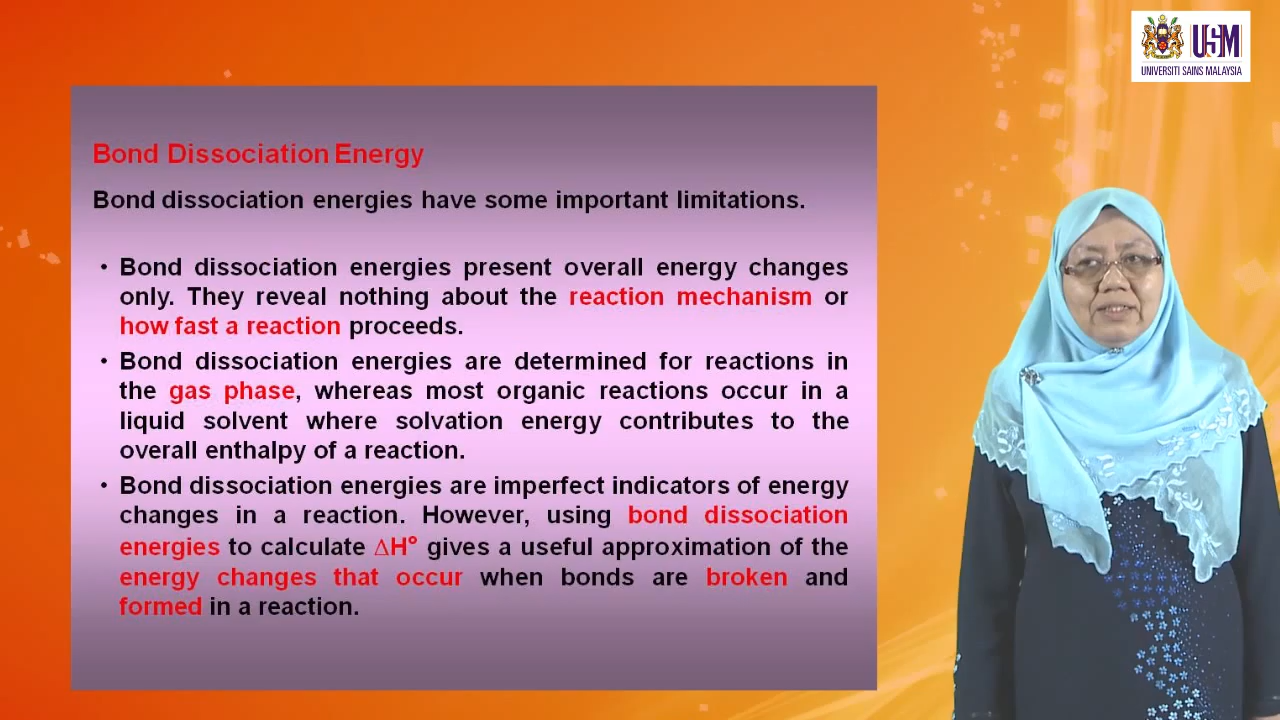 USM
UNIVERSITI SAINS MALAYSIA
Bond Dissociation Energy
Bond dissociation energies have some important limitations.
• Bond dissociation energies present overall energy changes
only. They reveal nothing about the reaction mechanism or
how fast a reaction proceeds.
• Bond dissociation energies are determined for reactions in
the gas phase, whereas most organic reactions occur in a
liquid solvent where solvation energy contributes to the
overall enthalpy of a reaction.
• Bond dissociation energies are imperfect indicators of energy
changes in a reaction. However, using bond dissociation
energies to calculate ∆H° gives a useful approximation of the
energy changes that occur when bonds are broken and
formed in a reaction.